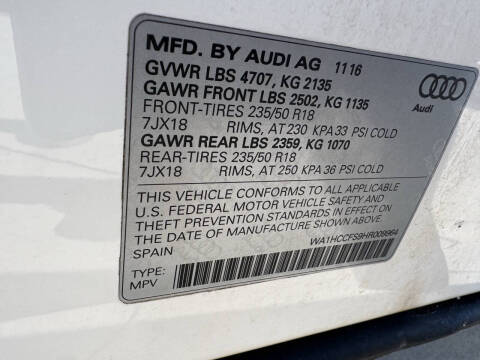 MFD. BY AUDI AG 11 16
GVWR LBS 4707, KG 2135
GAWR FRONT LBS 2502, KG 1135
FRONT-TIRES 235/50 R18
7JX18 RIMS, AT 230 KPA 33 PSI COLD
GAWR REAR LBS 2359, KG 1070
REAR-TIRES 235/50 R18
7JX18 RIMS, AT 250 KPA 36 PSI COLD
THIS VEHICLE CONFORMS TO ALL APPLICABLE
U.S. FEDERAL MOTOR VEHICLE SAFETY AND
THEFT PREVENTION STANDARDS IN EFFECT ON
THE DATE OF MANUFACTURE SHOWN ABOVE.
SPAIN WA1HCCFS9HR009964
TYPE:
MPV
Audi